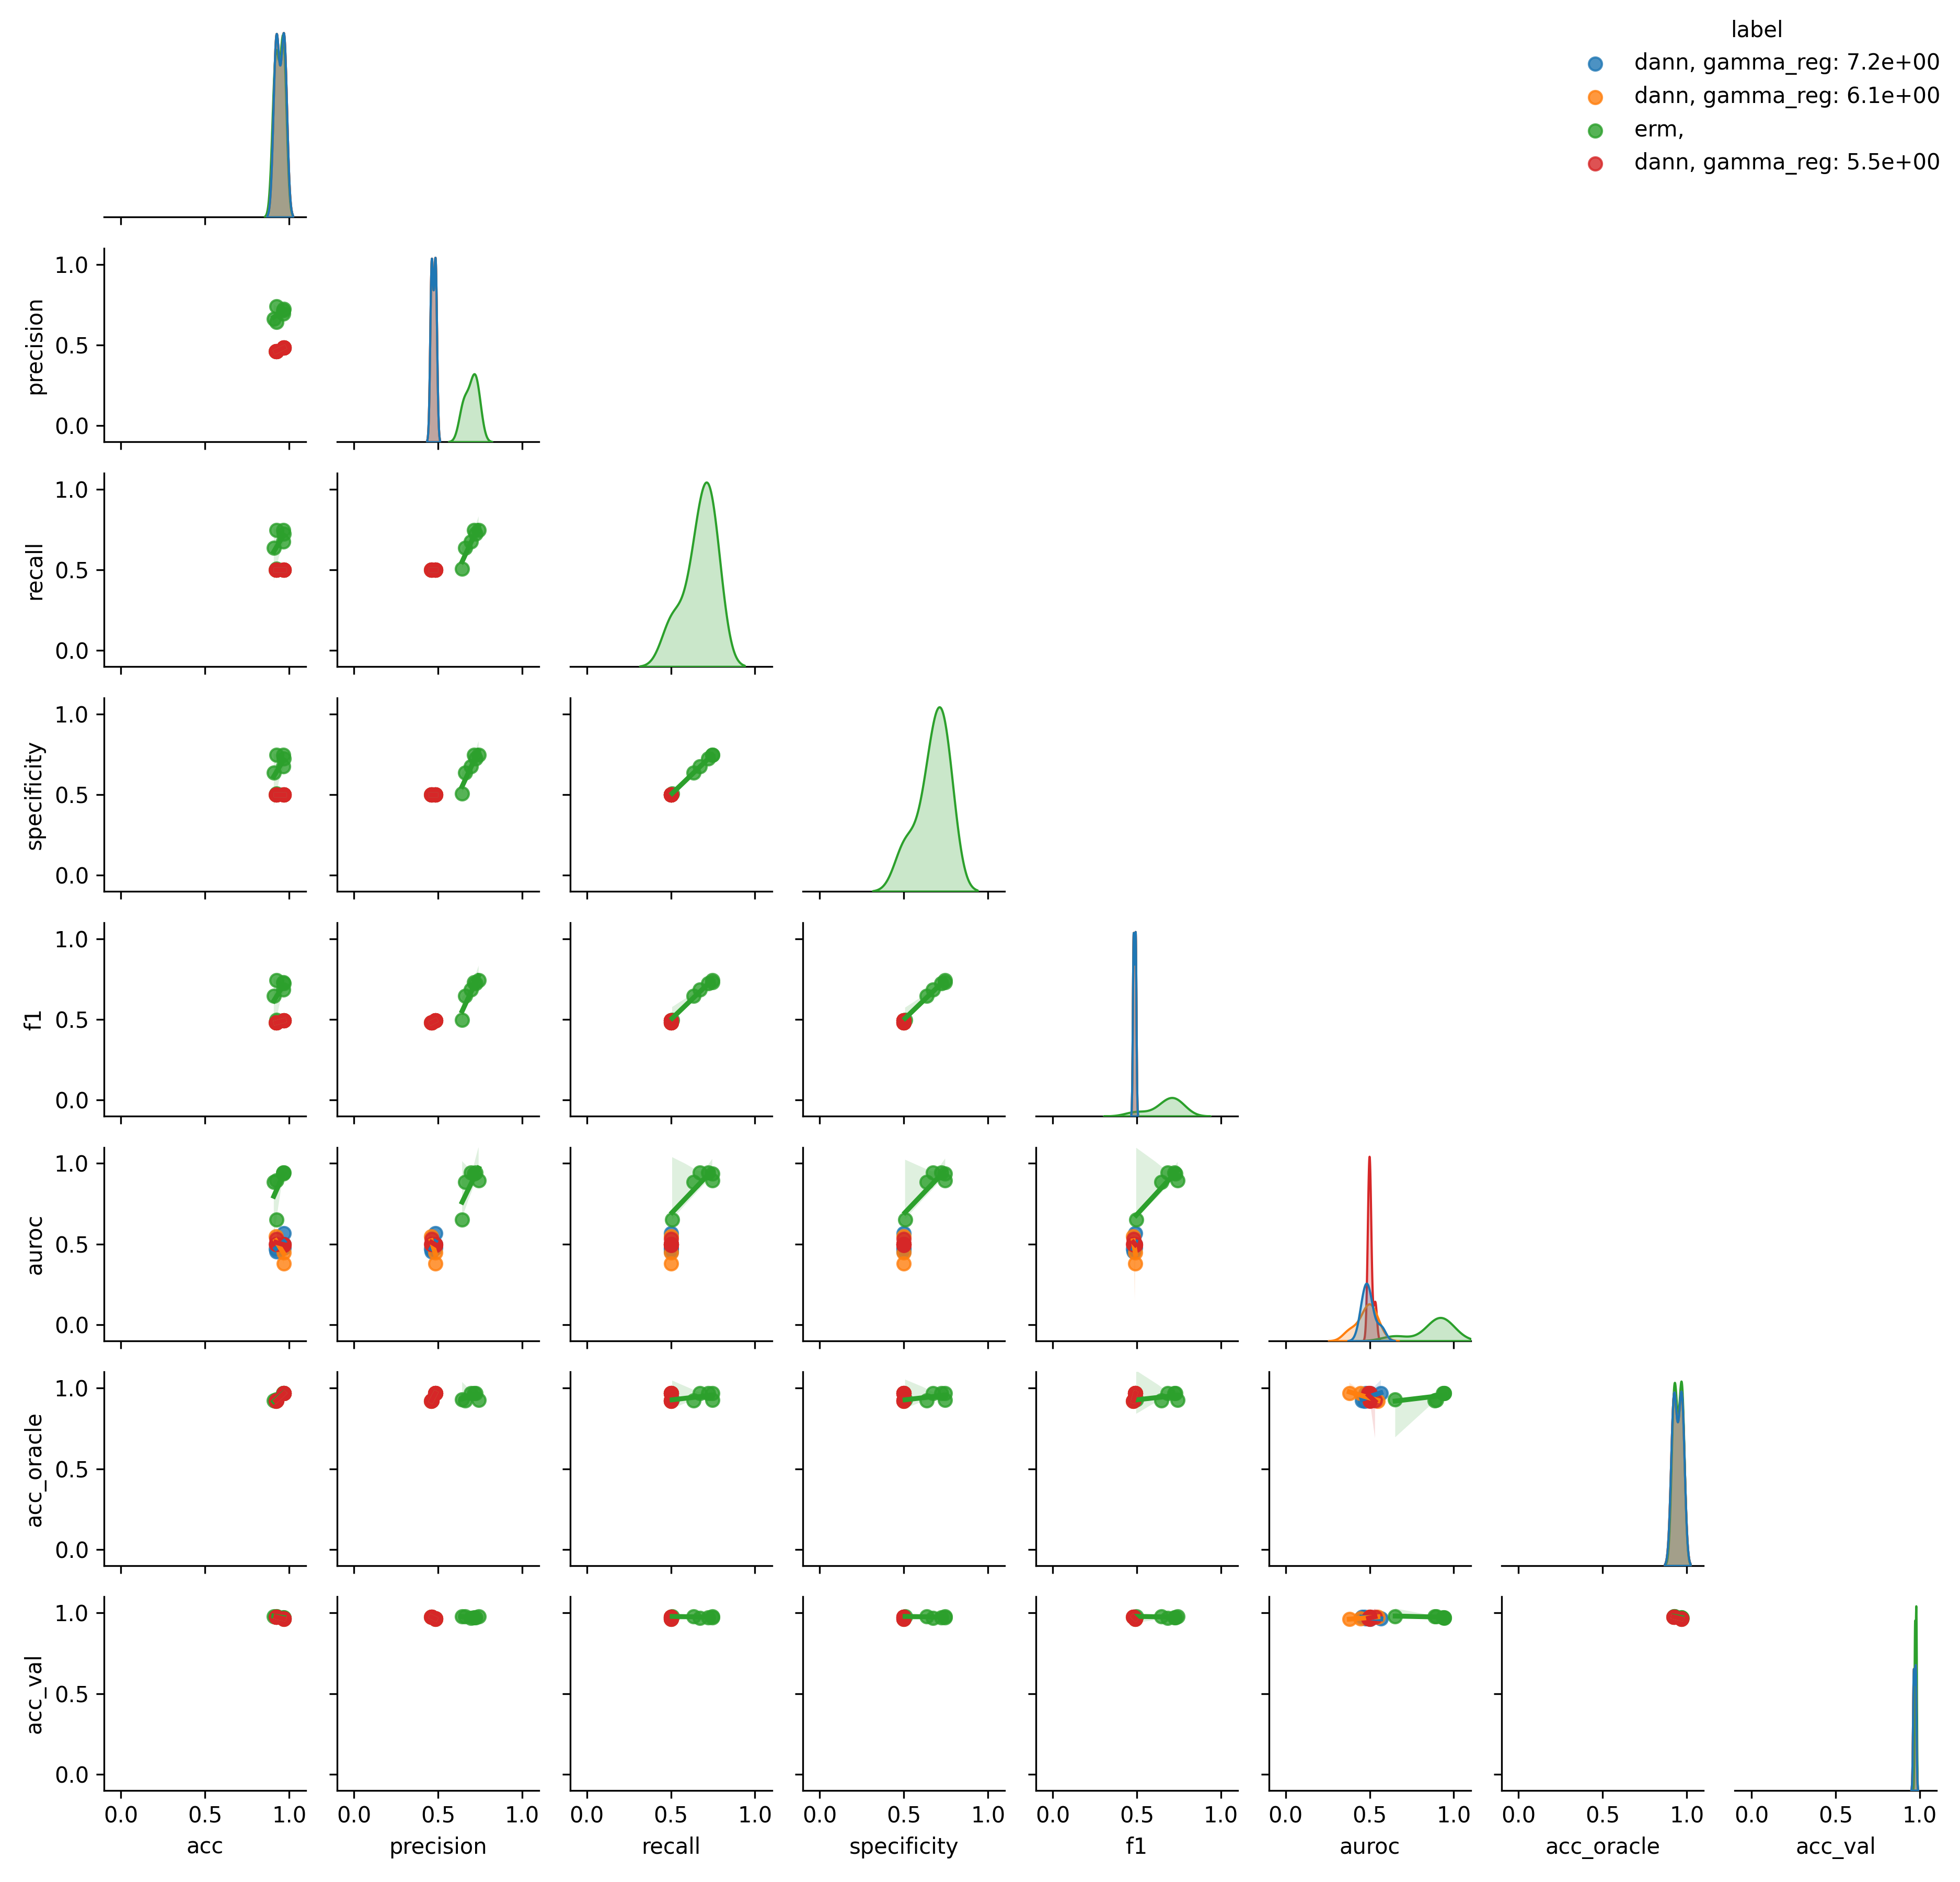 label
dann, gamma_reg: 7.2e+00
dann, gamma_reg: 6.1e+00
erm,
dann, gamma_reg: 5.5e+00
1.0
precision
0.5
0.0
1.0
recall
0.5
0.0
1.0
specificity
0.5
0.0
1.0
f1
0.5
0.0
1.0
auroc
0.5
0.0
1.0
acc_oracle
0.5
0.0
1.0
acc_val
0.5
0.0
0.0 0.5 1.0 0.0 0.5 1.0 0.0 0.5 1.0 0.0 0.5 1.0 0.0 0.5 1.0 0.0 0.5 1.0 0.0 0.5 1.0 0.0 0.5 1.0
acc precision recall specificity f1 auroc acc_oracle acc_val